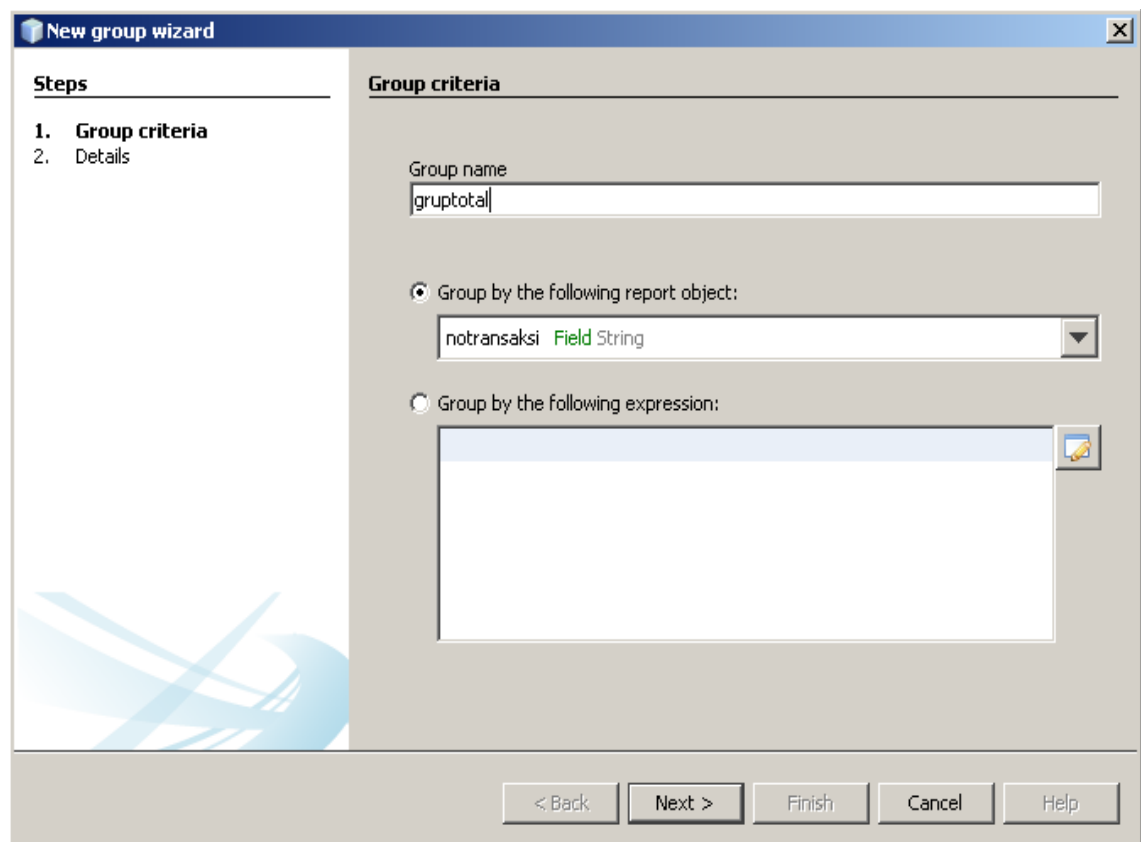 New group wizard
Steps
1. Group criteria
2. Details
Group criteria
Group name
gruptotal
Group by the following report object:
notransaksi Field String
Group by the following expression:
< Back Next > Finish Cancel Help